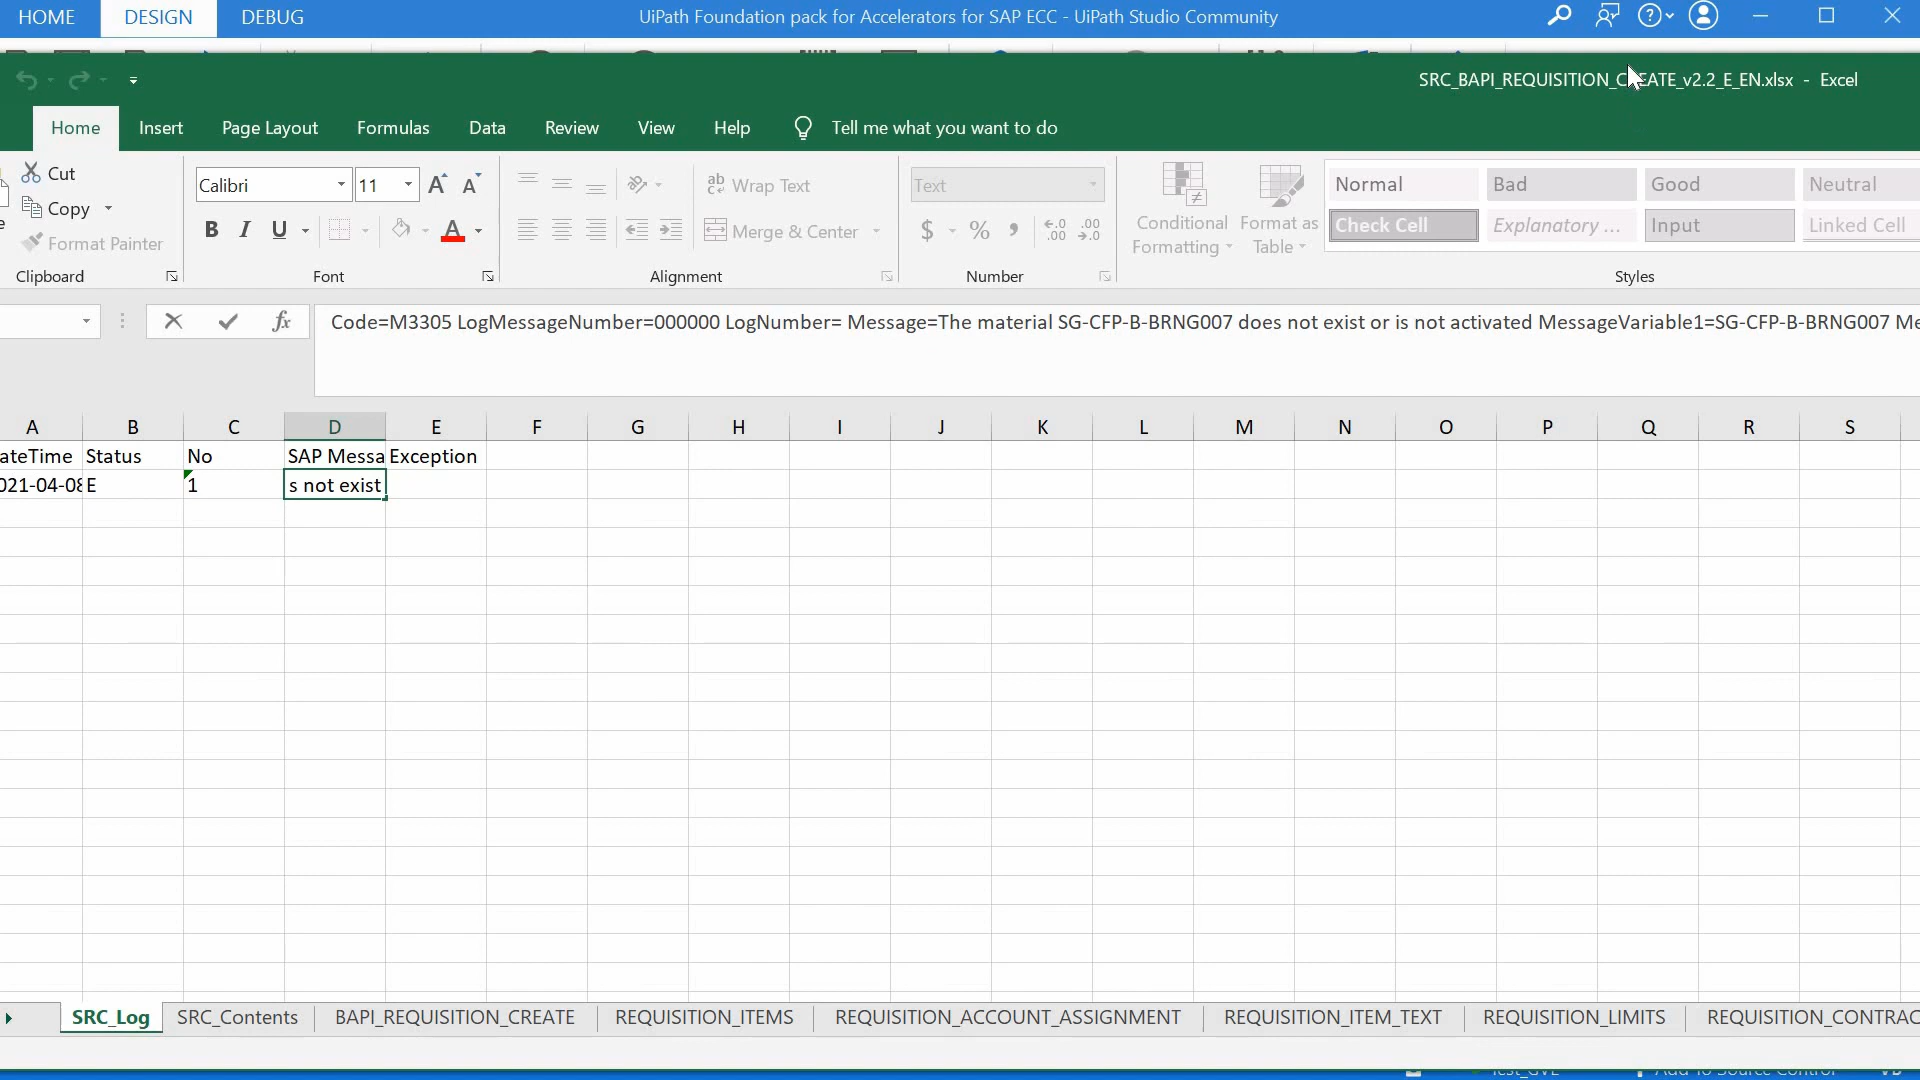 HOME DESIGN DEBUG UiPath Foundation pack for Accelerators for SAP ECC - UiPath Studio Community
SRC_BAPI_REQUISITION_CREATE_v2.2_E_EN.xlsx - Excel
Home Insert Page Layout Formulas Data Review View Help Tell me what you want to do
Cut
Copy
Format Painter
Clipboard
Calibri 11
B I U
Font
Wrap Text
Merge & Center
Alignment
Text
$ %
Number
Conditional Formatting
Format as Table
Normal Bad Good Neutral
Check Cell Explanatory ... Input Linked Cell
Styles
fx Code=M3305 LogMessageNumber=000000 LogNumber= Message=The material SG-CFP-B-BRNG007 does not exist or is not activated MessageVariable1=SG-CFP-B-BRNG007 Me
A B C D E F G H I J K L M N O P Q R S
ateTime Status No SAP Messa Exception
021-04-08 E 1 s not exist
SRC_Log SRC_Contents BAPI_REQUISITION_CREATE REQUISITION_ITEMS REQUISITION_ACCOUNT_ASSIGNMENT REQUISITION_ITEM_TEXT REQUISITION_LIMITS REQUISITION_CONTRAC